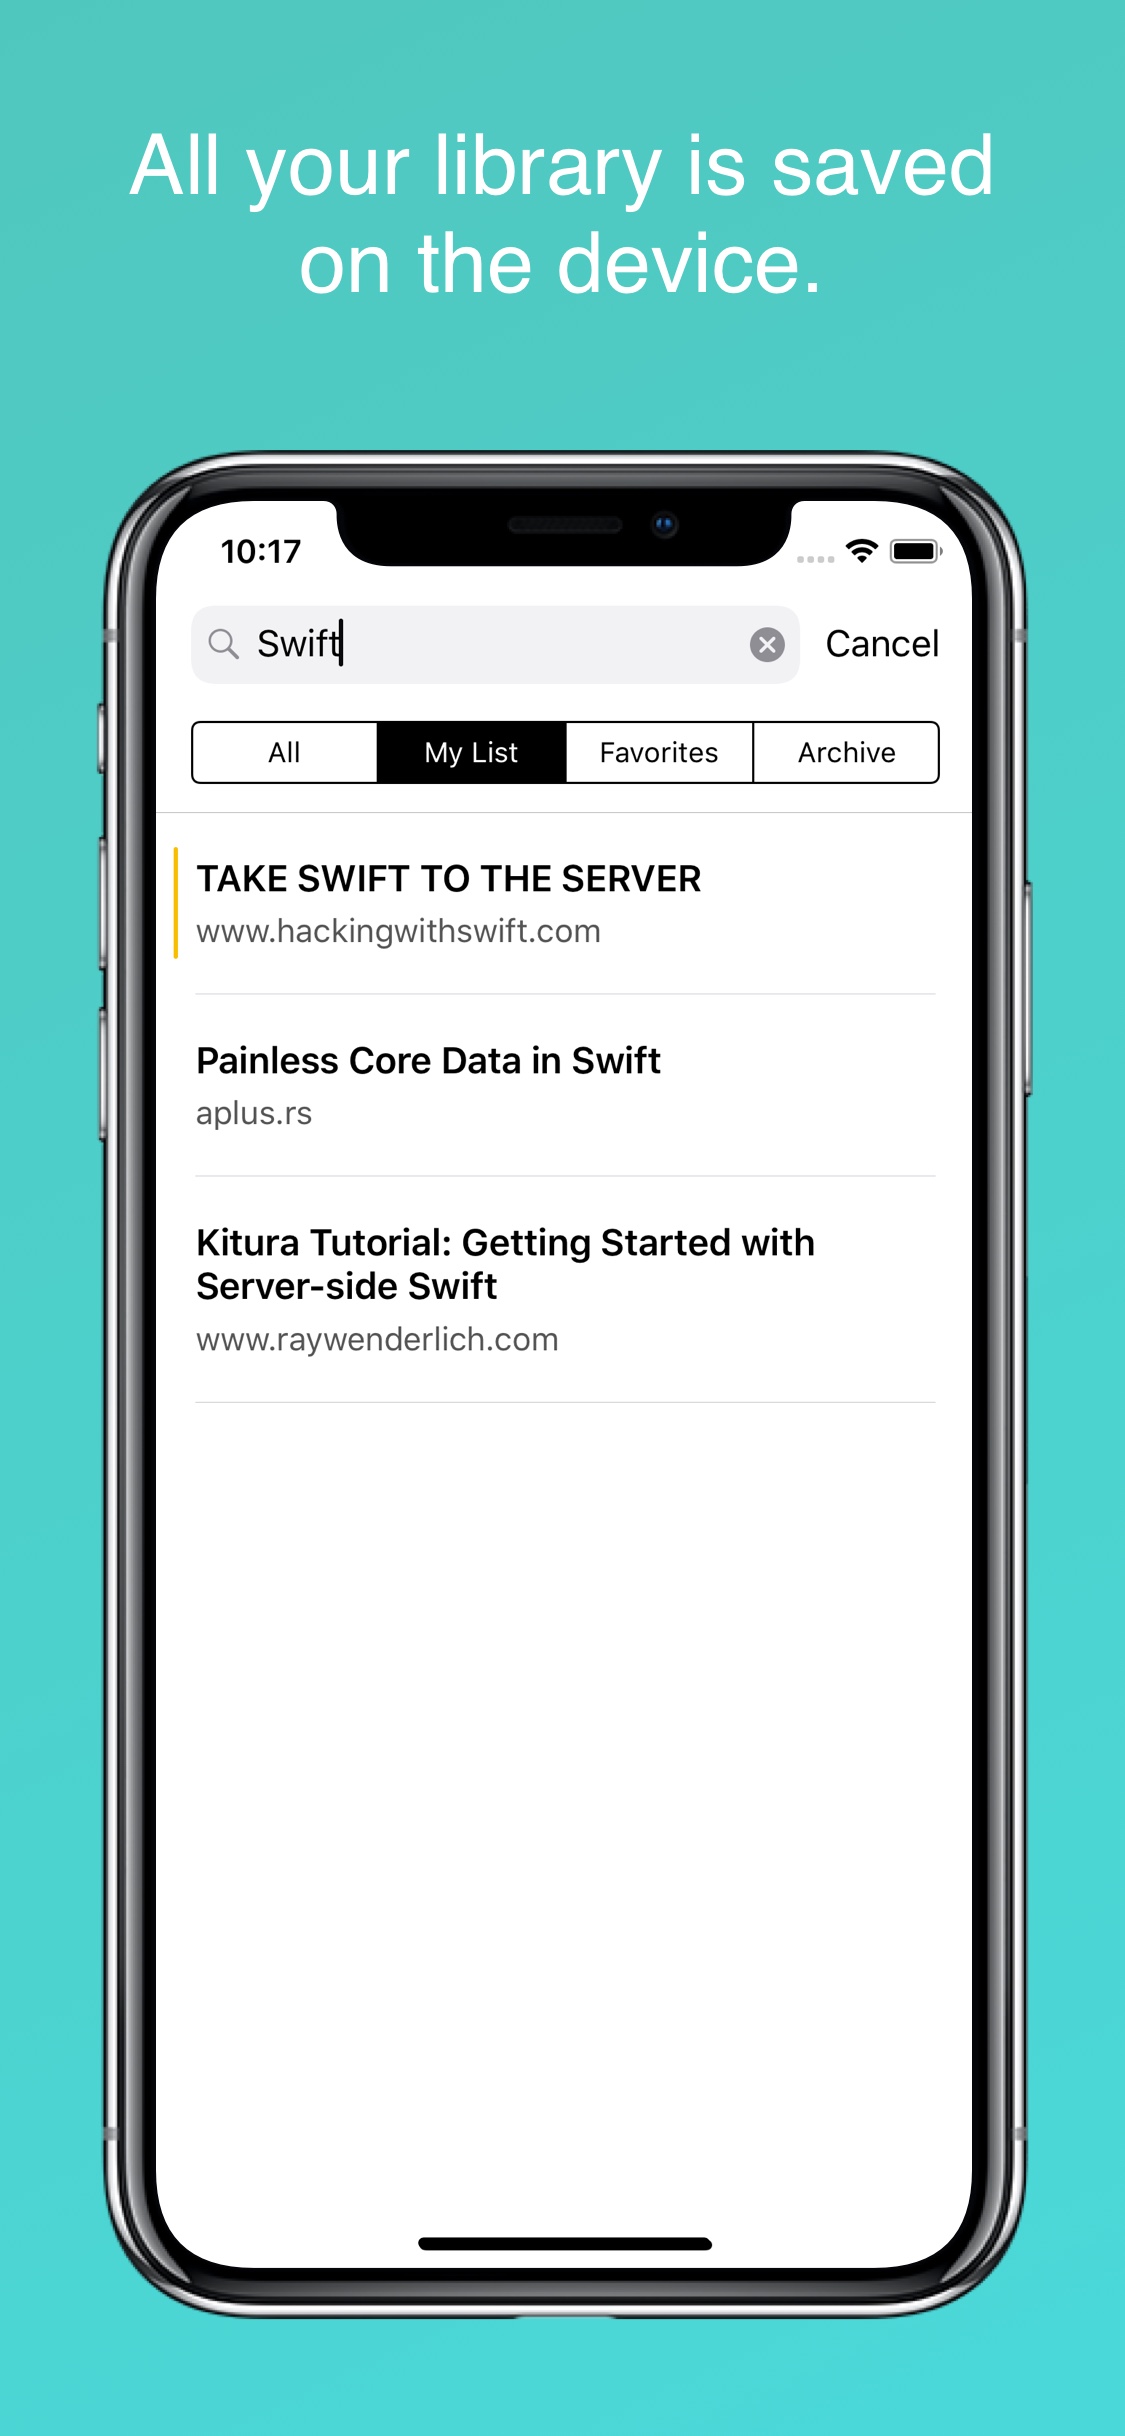 All your library is saved
on the device.
10:17
Swift
Cancel
All
My List
Favorites
Archive
TAKE SWIFT TO THE SERVER
www.hackingwithswift.com
Painless Core Data in Swift
aplus.rs
Kitura Tutorial: Getting Started with
Server-side Swift
www.raywenderlich.com